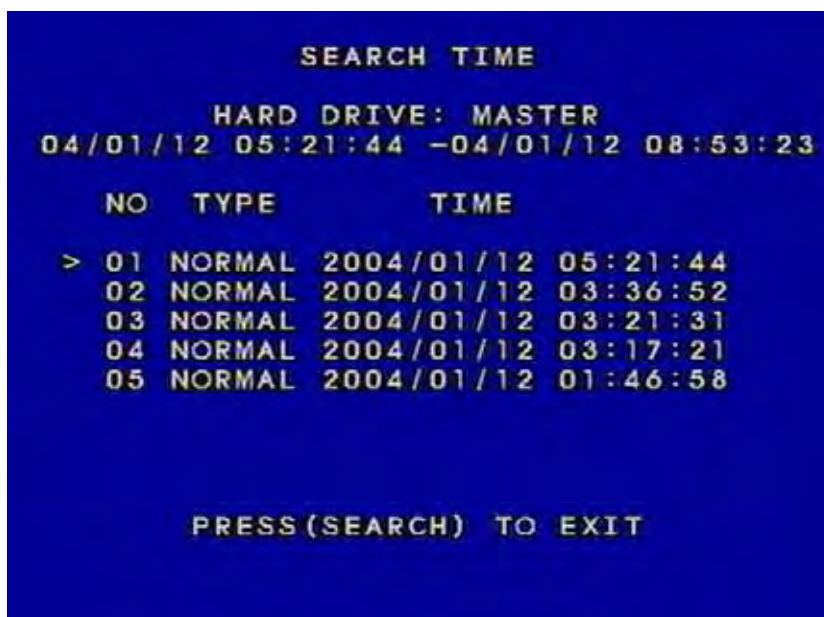 SEARCH TIME
HARD DRIVE: MASTER
04/01/12 05:21:44 -04/01/12 08:53:23
NO TYPE TIME
> 01 NORMAL 2004/01/12 05:21:44
02 NORMAL 2004/01/12 03:36:52
03 NORMAL 2004/01/12 03:21:31
04 NORMAL 2004/01/12 03:17:21
05 NORMAL 2004/01/12 01:46:58
PRESS(SEARCH) TO EXIT